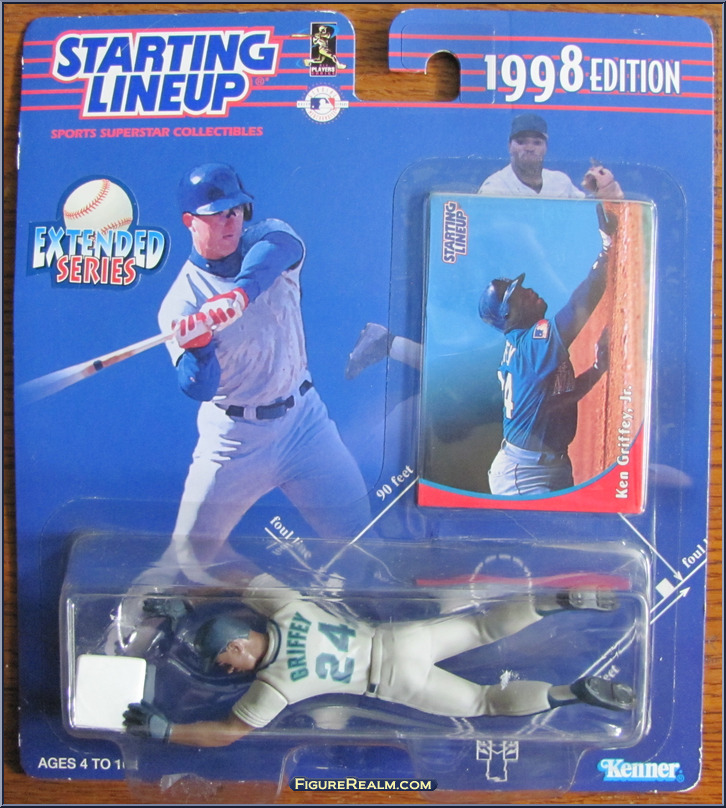 STARTING
LINEUP®
SPORTS SUPERSTAR COLLECTIBLES
1998 EDITION
EXTENDED
SERIES
STARTING
LINEUP
Ken Griffey, Jr.
90 feet
foul line
foul
GRIFFEY
24
AGES 4 TO
Kenner®
FIGUREREALM.COM